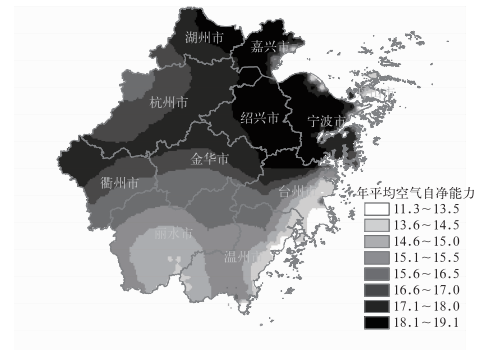 湖州市
嘉兴市
杭州市
绍兴市
宁波市
金华市
衢州市
台州
丽水市
温州
年平均空气自净能力
11.3~13.5
13.6~14.5
14.6~15.0
15.1~15.5
15.6~16.5
16.6~17.0
17.1~18.0
18.1~19.1